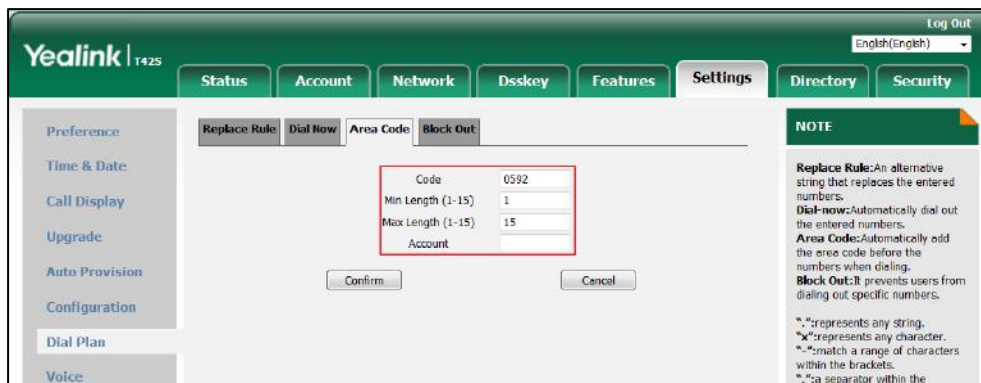 Log Out
English(English)
Yealink T42S
Status Account Network Dsskey Features Settings Directory Security
Preference
Time & Date
Call Display
Upgrade
Auto Provision
Configuration
Dial Plan
Voice
Replace Rule Dial Now Area Code Block Out
Code 0592
Min Length (1-15) 1
Max Length (1-15) 15
Account
Confirm Cancel
NOTE
Replace Rule:An alternative
string that replaces the entered
numbers.
Dial-now:Automatically dial out
the entered numbers.
Area Code:Automatically add
the area code before the
numbers when dialing.
Block Out:It prevents users from
dialing out specific numbers.
".":represents any string.
"x":represents any character.
"-":match a range of characters
within the brackets.
",":a separator within the